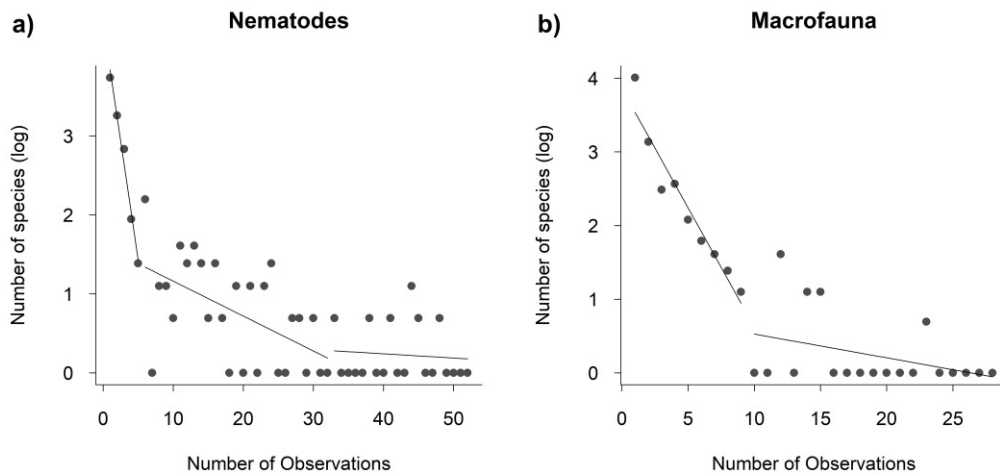 a)
Nematodes
Number of species (log)
3
2
1
0
0 10 20 30 40 50
Number of Observations
b)
Macrofauna
Number of species (log)
4
3
2
1
0
0 5 10 15 20 25
Number of Observations